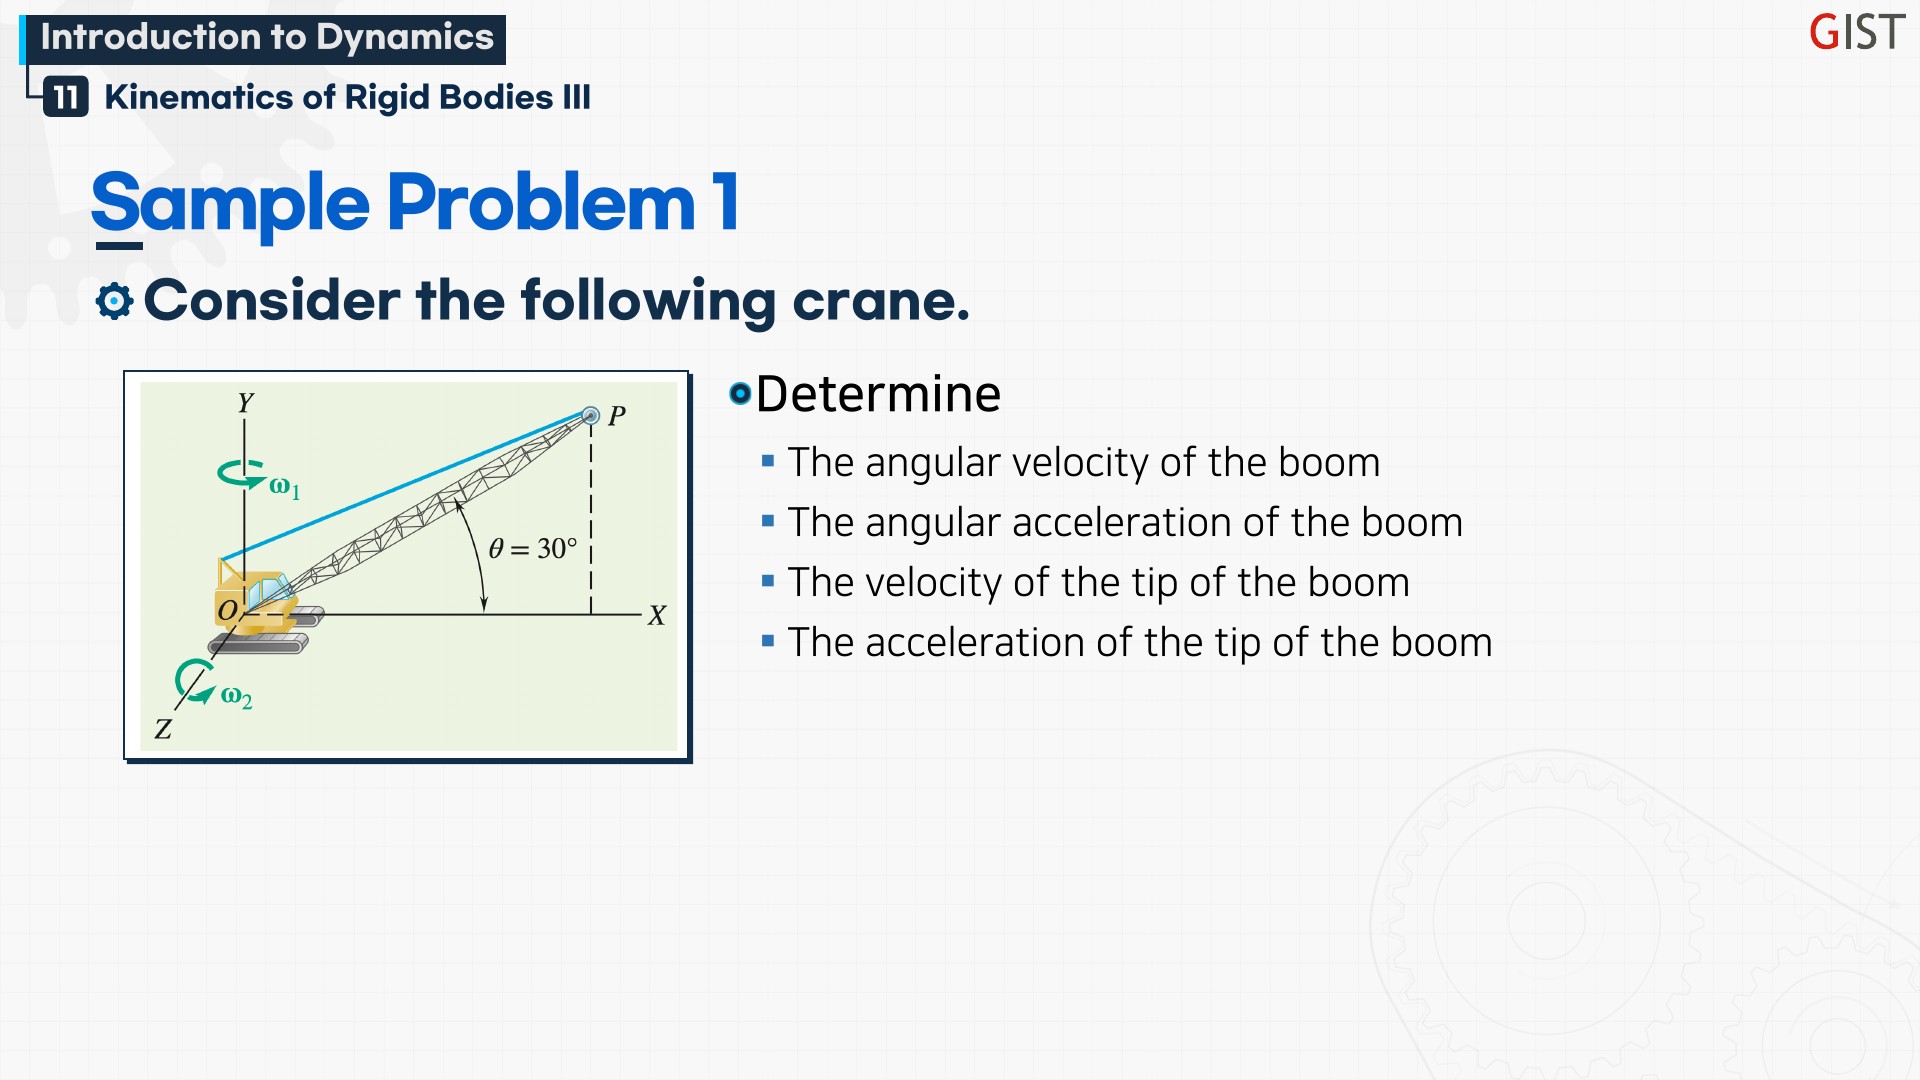 Introduction to Dynamics
GIST
11 Kinematics of Rigid Bodies III
Sample Problem 1
Consider the following crane.
Y
P
ω1
θ = 30°
O
X
ω2
Z
Determine
The angular velocity of the boom
The angular acceleration of the boom
The velocity of the tip of the boom
The acceleration of the tip of the boom